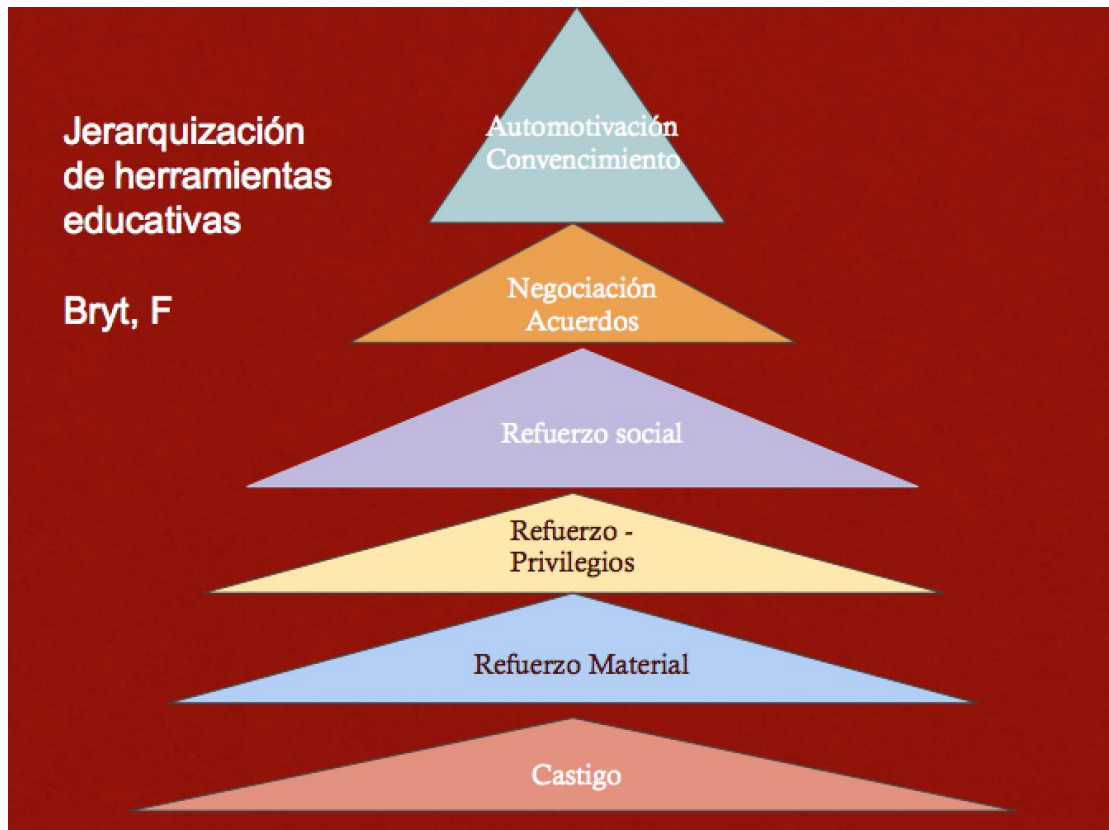 Jerarquización
de herramientas
educativas
Bryt, F
Automotivación
Convencimiento
Negociación
Acuerdos
Refuerzo social
Refuerzo -
Privilegios
Refuerzo Material
Castigo